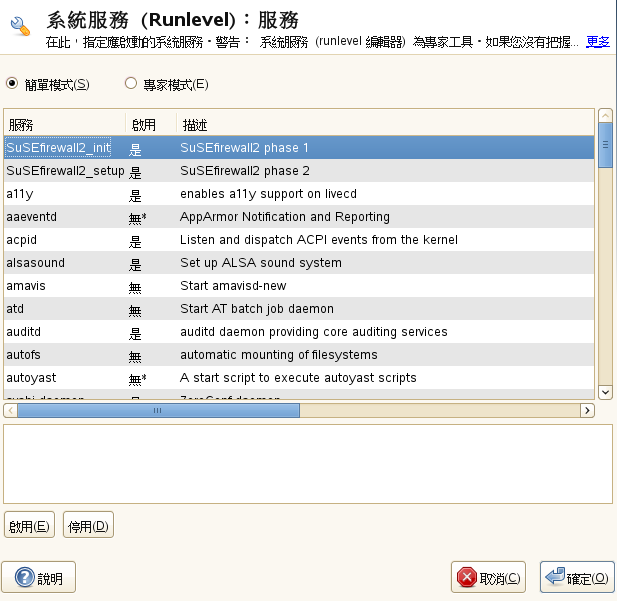 系統服務 (Runlevel)：服務
在此，指定應啟動的系統服務。警告： 系統服務 (runlevel 編輯器) 為專家工具。如果您沒有把握... 更多
簡單模式(S) 專家模式(E)
服務 啟用 描述
SuSEfirewall2_init 是 SuSEfirewall2 phase 1
SuSEfirewall2_setup 是 SuSEfirewall2 phase 2
a11y 是 enables a11y support on livecd
aaeventd 無* AppArmor Notification and Reporting
acpid 是 Listen and dispatch ACPI events from the kernel
alsasound 是 Set up ALSA sound system
amavis 無 Start amavisd-new
atd 無 Start AT batch job daemon
auditd 是 auditd daemon providing core auditing services
autofs 無 automatic mounting of filesystems
autoyast 無* A start script to execute autoyast scripts
啟用(E) 停用(D)
說明 取消(C) 確定(O)